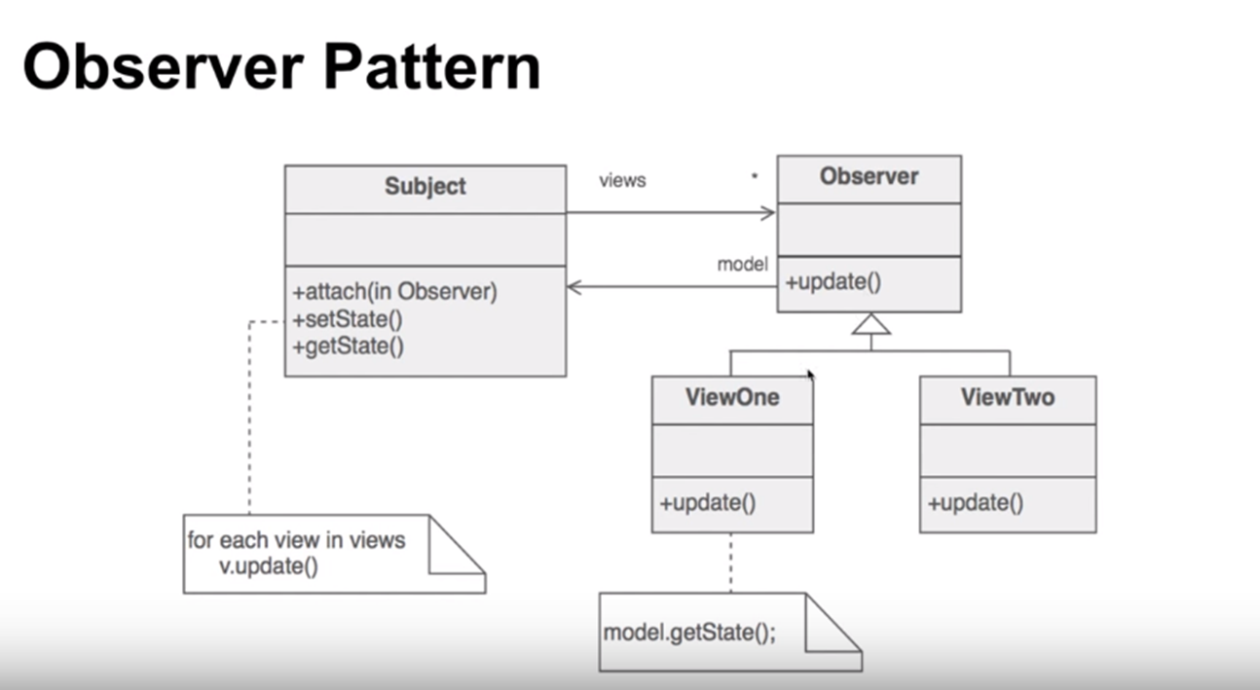 Observer Pattern
Subject
+attach(in Observer)
+setState()
+getState()
views
*
model
Observer
+update()
ViewOne
+update()
ViewTwo
+update()
for each view in views
v.update()
model.getState();